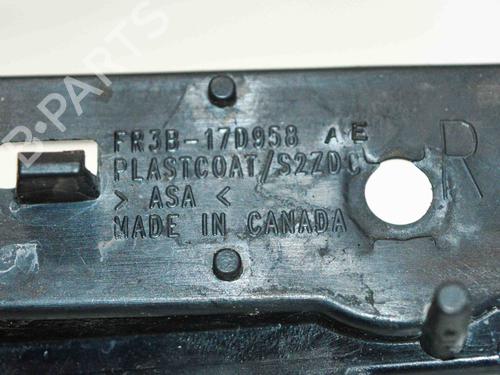 FR3B-17D958 AE
PLASTCOAT/S2ZDC
> ASA <
MADE IN CANADA
R
B-PARTS